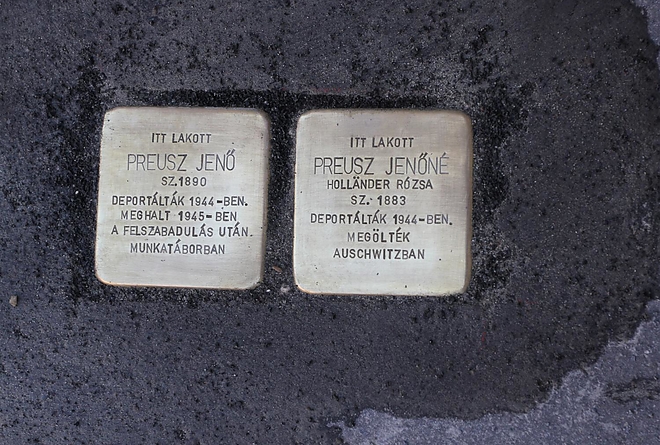 ITT LAKOTT
PREUSZ JENŐ
SZ.1890
DEPORTÁLTÁK 1944-BEN.
MEGHALT 1945-BEN
A FELSZABADULÁS UTÁN
MUNKATÁBORBAN
ITT LAKOTT
PREUSZ JENŐNÉ
HOLLÄNDER RÓZSA
SZ. 1883
DEPORTÁLTÁK 1944-BEN.
MEGÖLTÉK
AUSCHWITZBAN